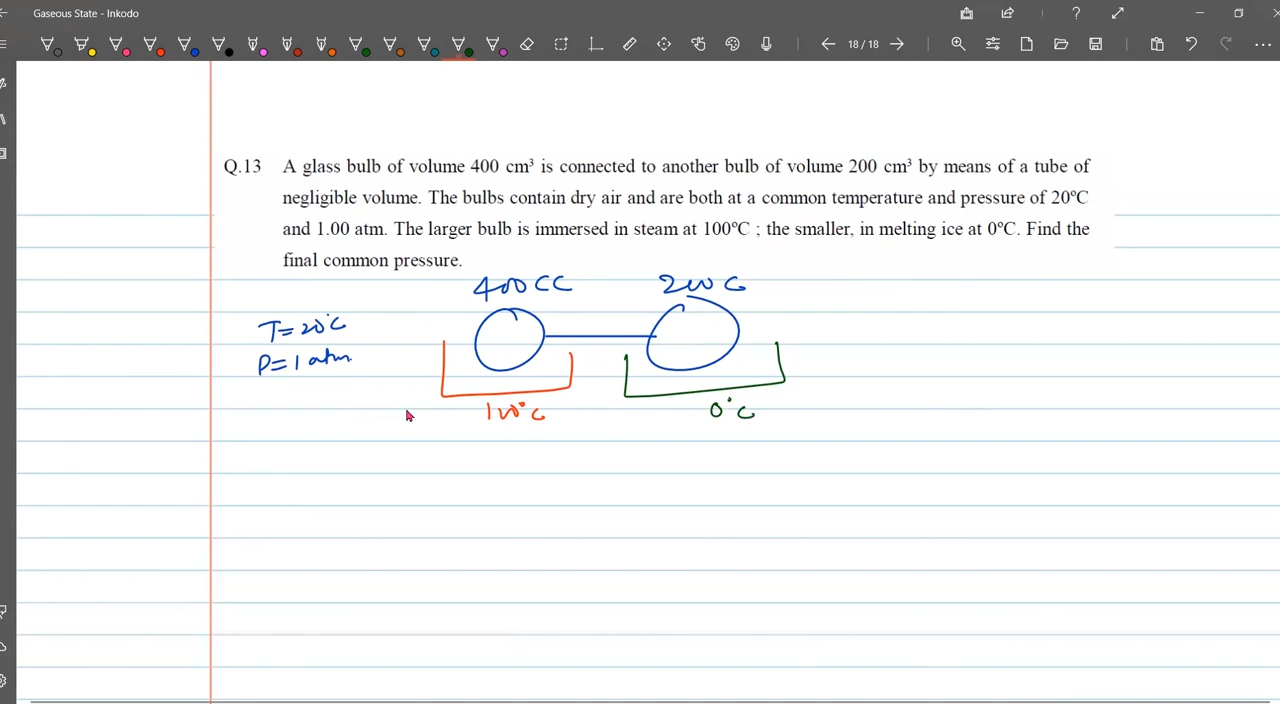 Gaseous State - Inkodo
18 / 18
Q.13 A glass bulb of volume 400 cm³ is connected to another bulb of volume 200 cm³ by means of a tube of
negligible volume. The bulbs contain dry air and are both at a common temperature and pressure of 20ºC
and 1.00 atm. The larger bulb is immersed in steam at 100ºC ; the smaller, in melting ice at 0ºC. Find the
final common pressure.
400 CC 200 CC
T = 20°C
P = 1 atm
100°C 0°C